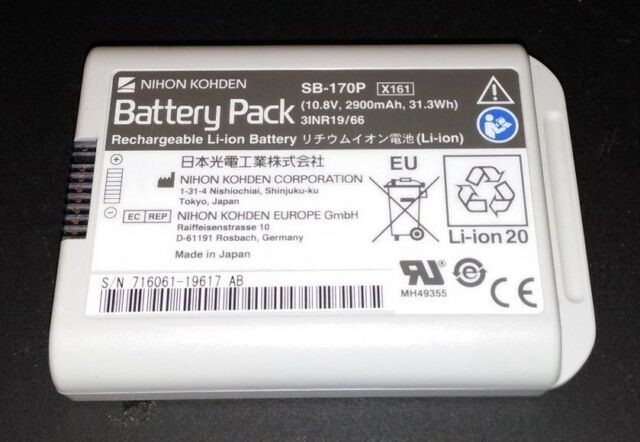 NIHON KOHDEN
SB-170P X161
Battery Pack
(10.8V, 2900mAh, 31.3Wh)
3INR19/66
Rechargeable Li-ion Battery リチウムイオン電池 (Li-ion)
日本光電工業株式会社
NIHON KOHDEN CORPORATION
1-31-4 Nishiochiai, Shinjuku-ku
Tokyo, Japan
EC REP NIHON KOHDEN EUROPE GmbH
Raiffeisenstrasse 10
D-61191 Rosbach, Germany
Made in Japan
S/N 716061-19617 AB
EU
Li-ion 20
MH49355
CE